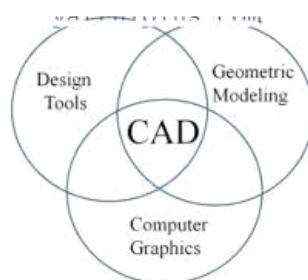 Design
Tools
Geometric
Modeling
CAD
Computer
Graphics